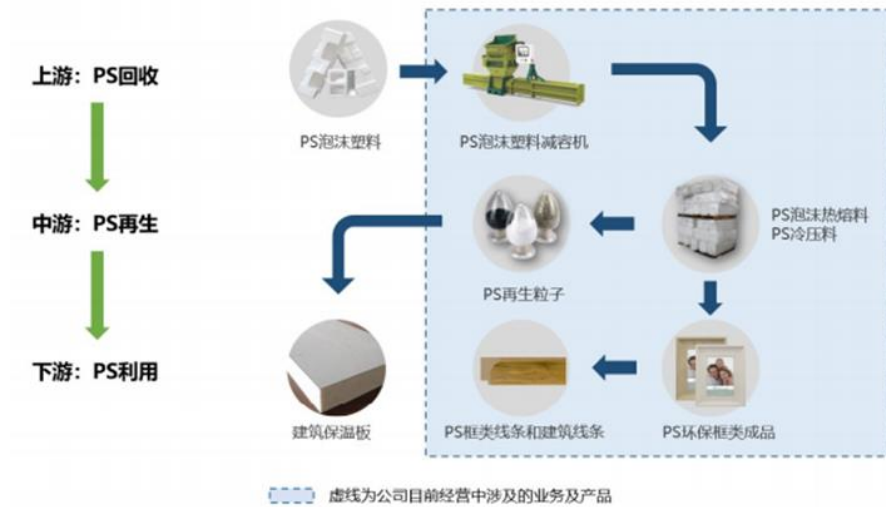 上游：PS回收
PS泡沫塑料
PS泡沫塑料减容机
中游：PS再生
PS泡沫热熔料
PS冷压料
PS再生粒子
下游：PS利用
建筑保温板
PS框类线条和建筑线条
PS环保框类成品
虚线为公司目前经营中涉及的业务及产品